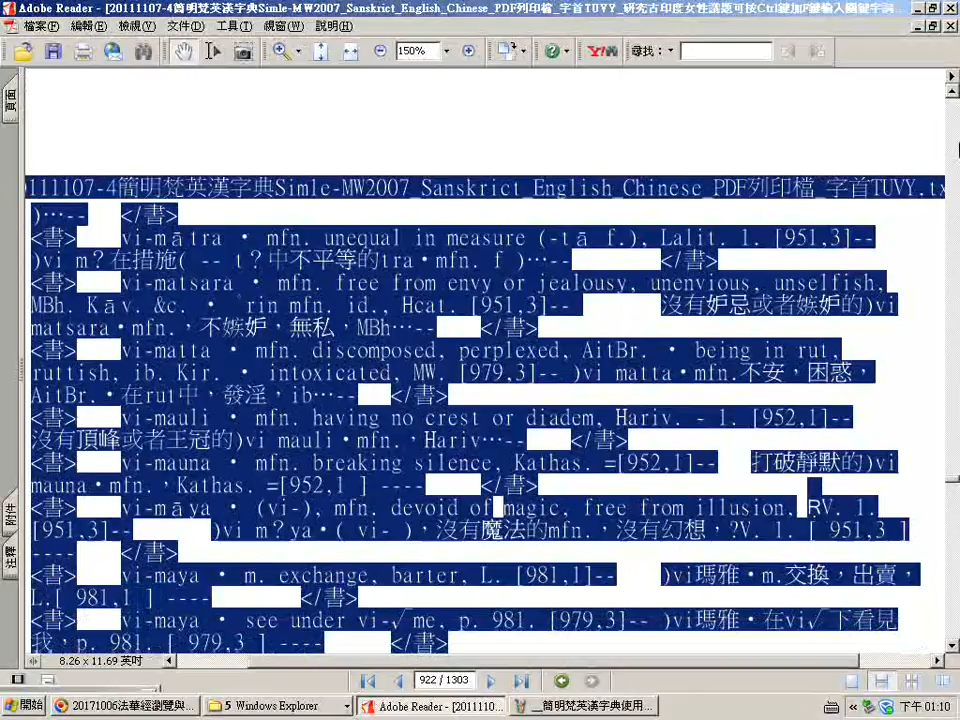 Adobe Reader - [20111107-4簡明梵英漢字典Simle-MW2007_Sanskrict_English_Chinese_PDF列印檔_字首TUVY_研究古印度女性議題可按Ctrl鍵加F鍵輸入關鍵字詞...
檔案(F) 編輯(E) 檢視(V) 文件(D) 工具(T) 視窗(W) 說明(H)
150% Y! 尋找:
頁面
0111107-4簡明梵英漢字典Simle-MW2007_Sanskrict_English_Chinese_PDF列印檔_字首TUVY.tx
)…-- </書>
<書> vi-mātra · mfn. unequal in measure (-tā f.), Lalit. 1. [951,3]--
)vi m？在措施( -- t？中不平等的tra·mfn. f )…-- </書>
<書> vi-matsara · mfn. free from envy or jealousy, unenvious, unselfish,
MBh. Kāv. &c. · rin mfn. id., Hcat. [951,3]-- 沒有妒忌或者嫉妒的)vi
matsara·mfn.，不嫉妒，無私，MBh…-- </書>
<書> vi-matta · mfn. discomposed, perplexed, AitBr. · being in rut,
ruttish, ib. Kir. · intoxicated, MW. [979,3]-- )vi matta·mfn.不安，困惑，
AitBr.·在rut中，發淫，ib…-- </書>
<書> vi-mauli · mfn. having no crest or diadem, Hariv. - 1. [952,1]--
沒有頂峰或者王冠的)vi mauli·mfn.，Hariv…-- </書>
<書> vi-mauna · mfn. breaking silence, Kathas. =[952,1]-- 打破靜默的)vi
mauna·mfn.，Kathas. =[952,1 ] ---- </書>
<書> vi-māya · (vi-), mfn. devoid of magic, free from illusion, RV. 1.
[951,3]-- )vi m？ya·( vi- )，沒有魔法的mfn.，沒有幻想，?V. 1. [ 951,3 ]
---- </書>
<書> vi-maya · m. exchange, barter, L. [981,1]-- )vi瑪雅·m.交換，出賣，
L.[ 981,1 ] ---- </書>
<書> vi-maya · see under vi-√me, p. 981. [979,3]-- )vi瑪雅·在vi√下看見
我，p. 981. [ 979,3 ] ---- </書>
附件
注釋
8.26 x 11.69 英吋
922 / 1303
開始 20171006法華經瀏覽與... 5 Windows Explorer Adobe Reader - [2011110... __簡明梵英字典使用... 下午 01:10